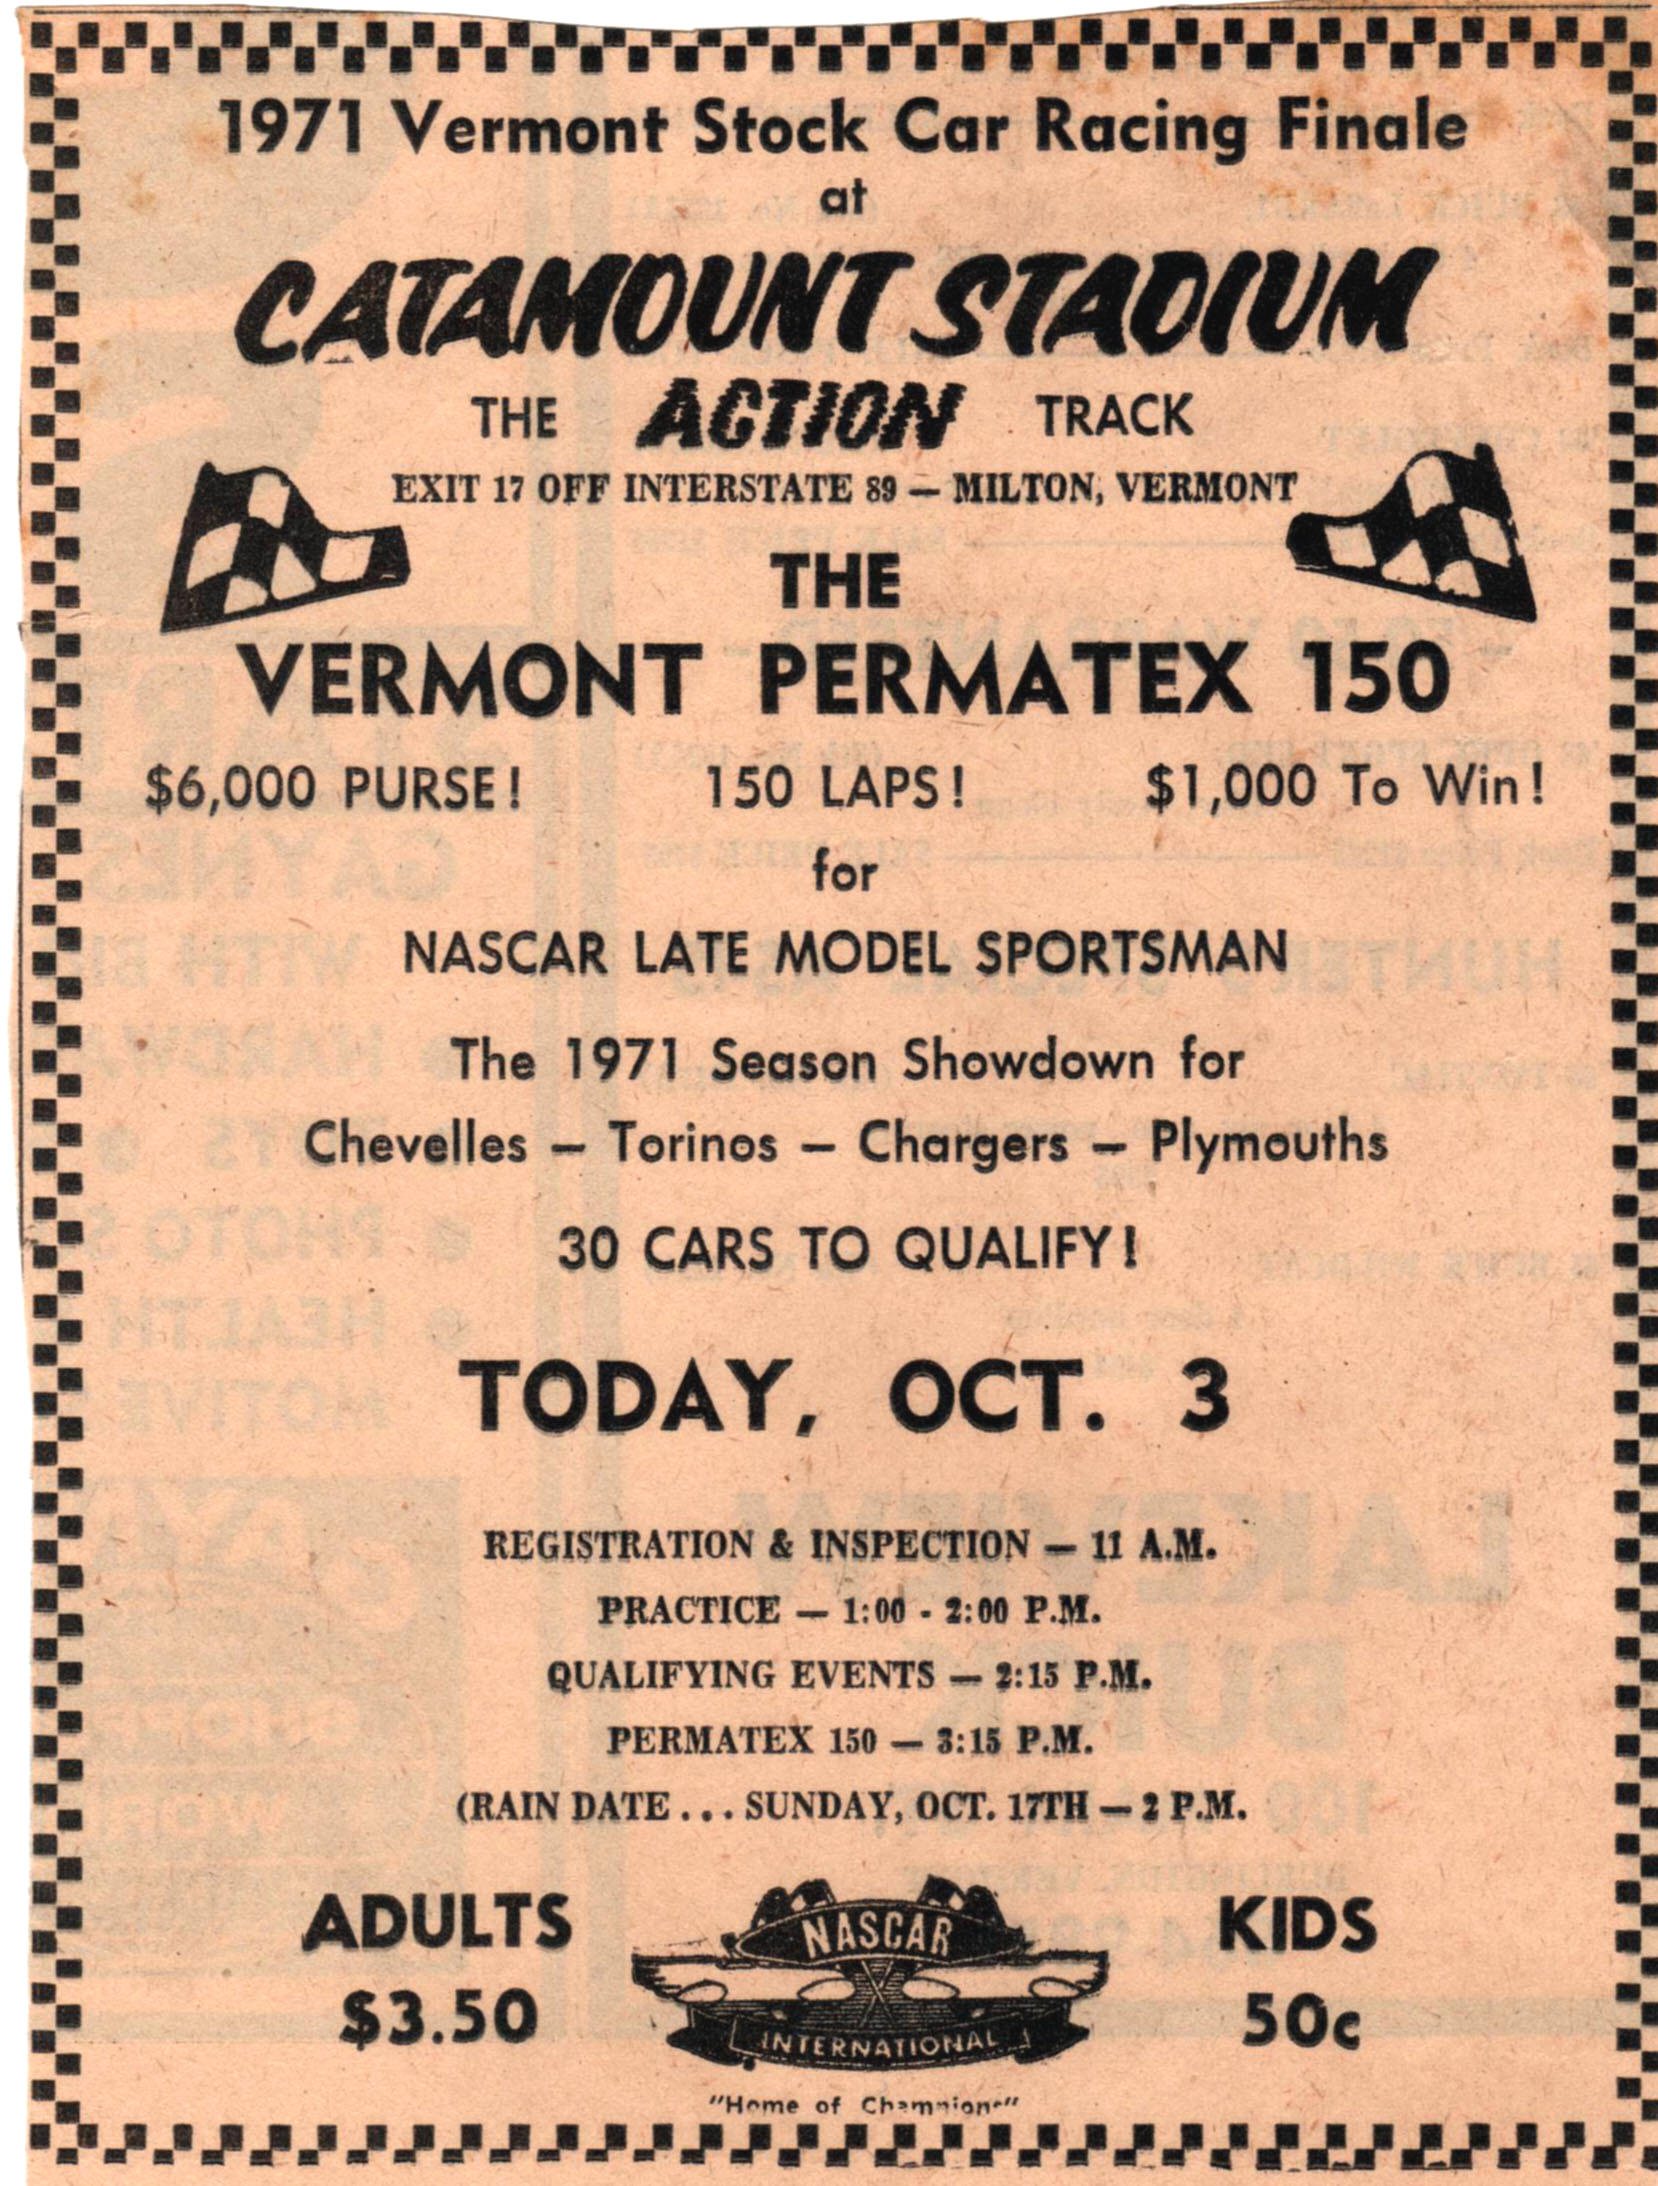 1971 Vermont Stock Car Racing Finale
at
CATAMOUNT STADIUM
THE ACTION TRACK
EXIT 17 OFF INTERSTATE 89 — MILTON, VERMONT
THE
VERMONT PERMATEX 150
$6,000 PURSE! 150 LAPS! $1,000 To Win!
for
NASCAR LATE MODEL SPORTSMAN
The 1971 Season Showdown for
Chevelles — Torinos — Chargers — Plymouths
30 CARS TO QUALIFY!
TODAY, OCT. 3
REGISTRATION & INSPECTION — 11 A.M.
PRACTICE — 1:00 - 2:00 P.M.
QUALIFYING EVENTS — 2:15 P.M.
PERMATEX 150 — 3:15 P.M.
(RAIN DATE . . . SUNDAY, OCT. 17TH — 2 P.M.
ADULTS
$3.50
NASCAR
INTERNATIONAL
"Home of Champions"
KIDS
50c